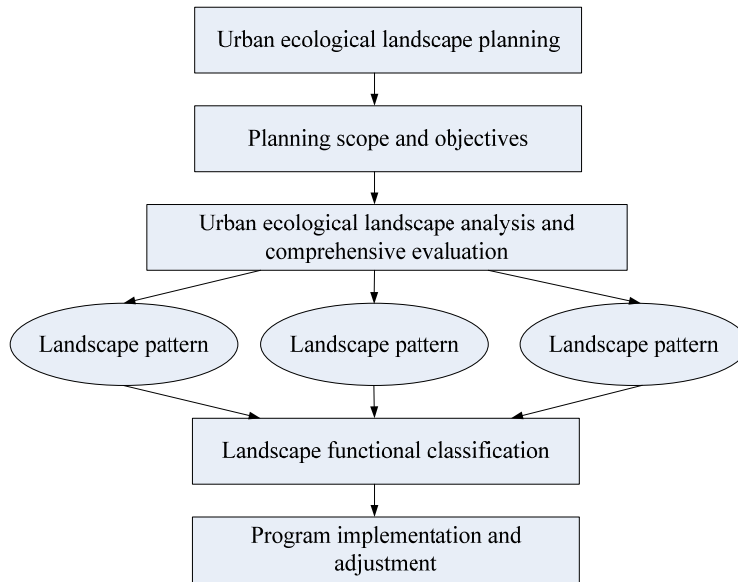 Urban ecological landscape planning
Planning scope and objectives
Urban ecological landscape analysis and
comprehensive evaluation
Landscape pattern
Landscape pattern
Landscape pattern
Landscape functional classification
Program implementation and
adjustment